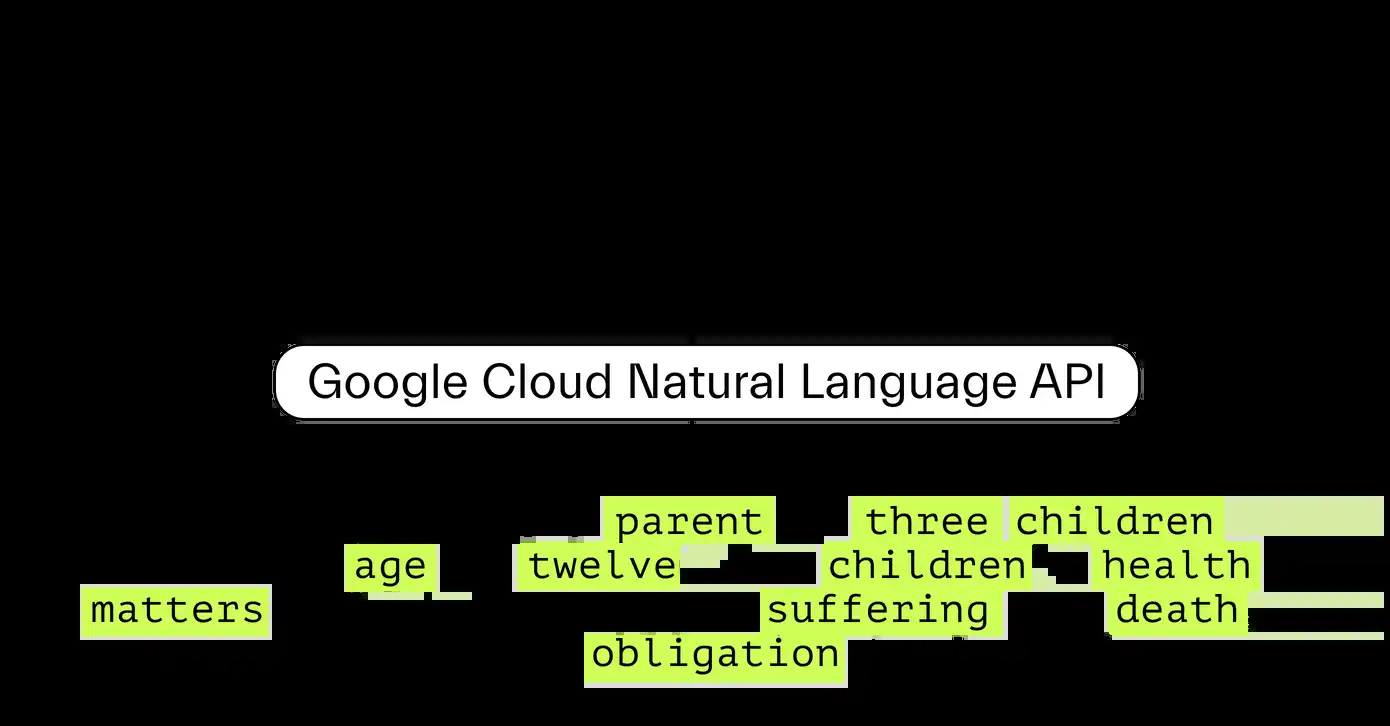 Google Cloud Natural Language API
parent three children
age twelve children health
matters suffering death
obligation